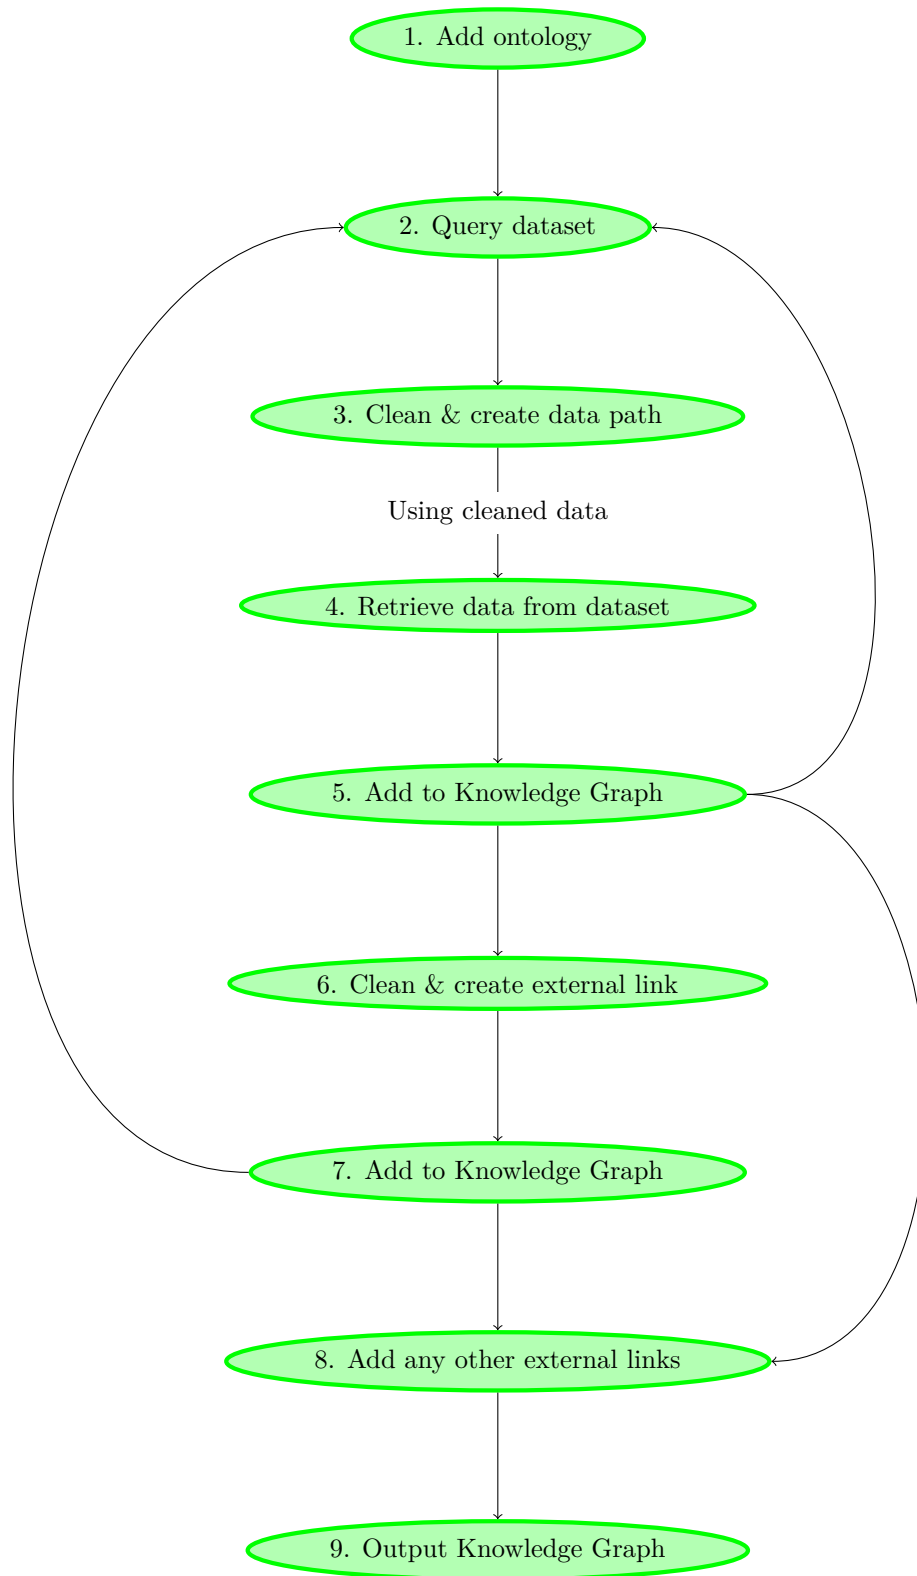 1. Add ontology
2. Query dataset
3. Clean & create data path
Using cleaned data
4. Retrieve data from dataset
5. Add to Knowledge Graph
6. Clean & create external link
7. Add to Knowledge Graph
8. Add any other external links
9. Output Knowledge Graph